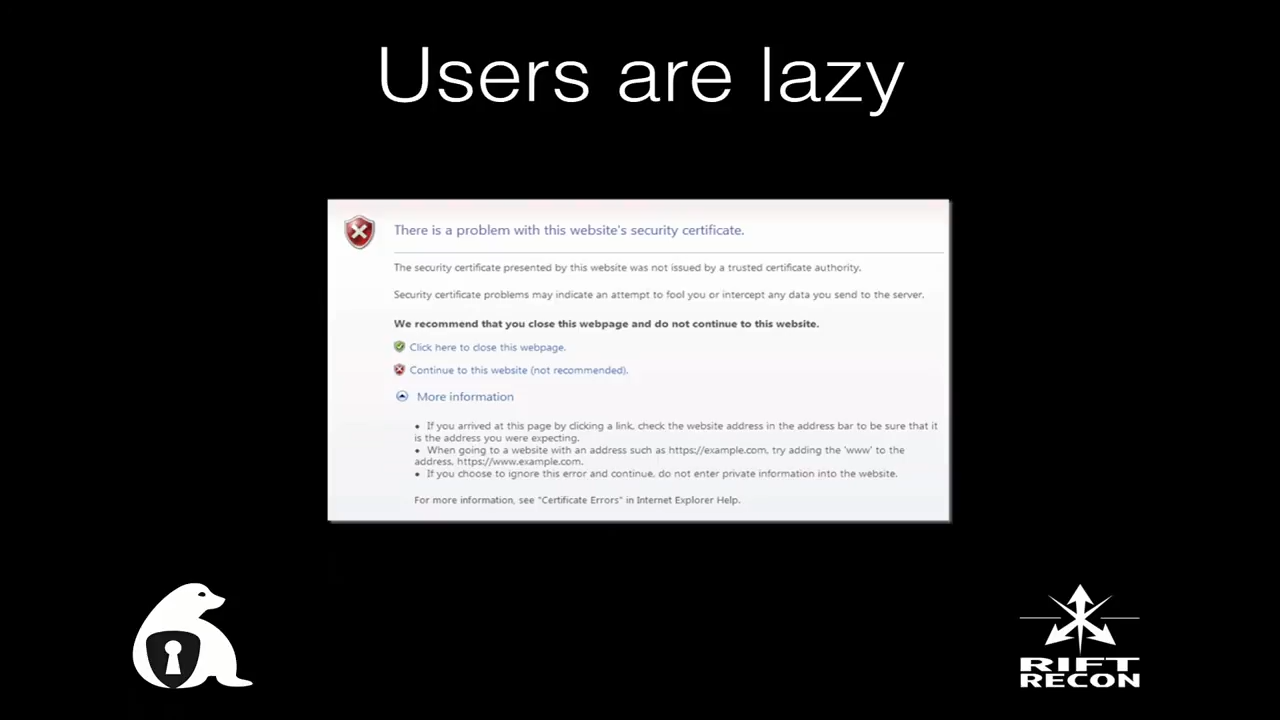 Users are lazy
There is a problem with this website's security certificate.
The security certificate presented by this website was not issued by a trusted certificate authority.
Security certificate problems may indicate an attempt to fool you or intercept any data you send to the server.
We recommend that you close this webpage and do not continue to this website.
Click here to close this webpage.
Continue to this website (not recommended).
More information
• If you arrived at this page by clicking a link, check the website address in the address bar to be sure that it
is the address you were expecting.
• When going to a website with an address such as https://example.com, try adding the 'www' to the
address, https://www.example.com.
• If you choose to ignore this error and continue, do not enter private information into the website.
For more information, see "Certificate Errors" in Internet Explorer Help.
RIFT
RECON